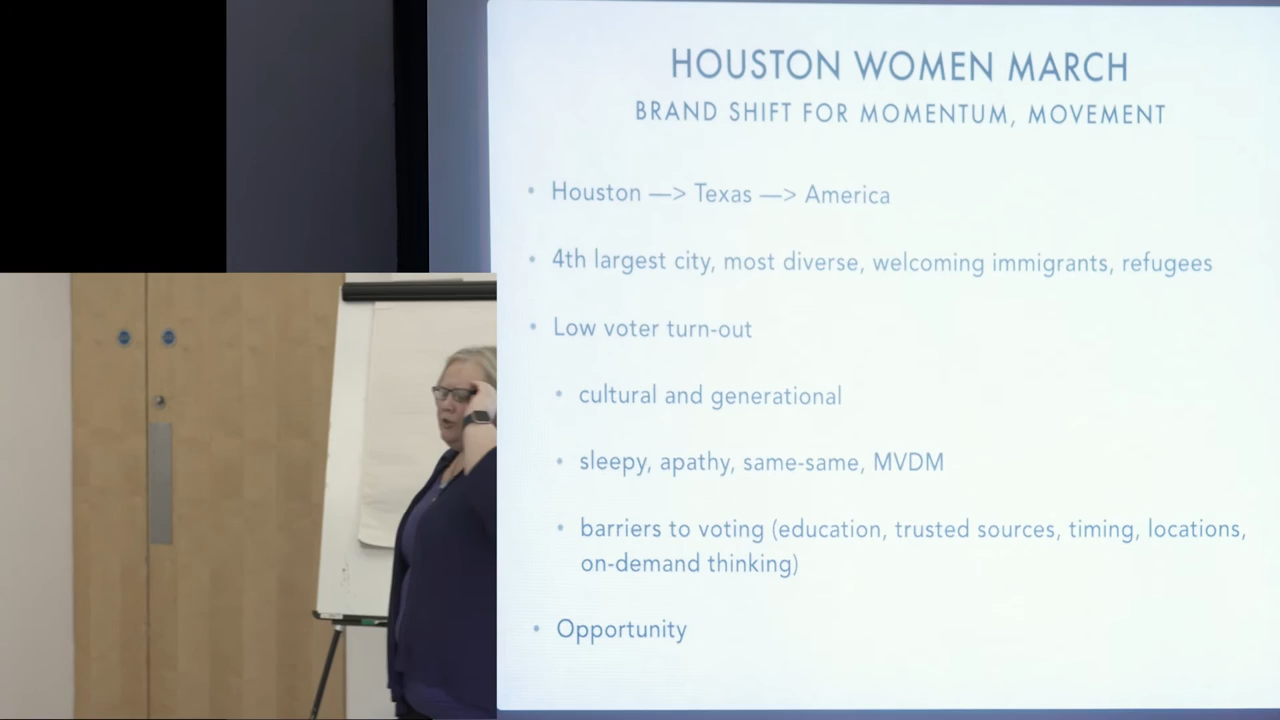 HOUSTON WOMEN MARCH
BRAND SHIFT FOR MOMENTUM, MOVEMENT
• Houston —> Texas —> America
• 4th largest city, most diverse, welcoming immigrants, refugees
• Low voter turn-out
• cultural and generational
• sleepy, apathy, same-same, MVDM
• barriers to voting (education, trusted sources, timing, locations,
on-demand thinking)
• Opportunity